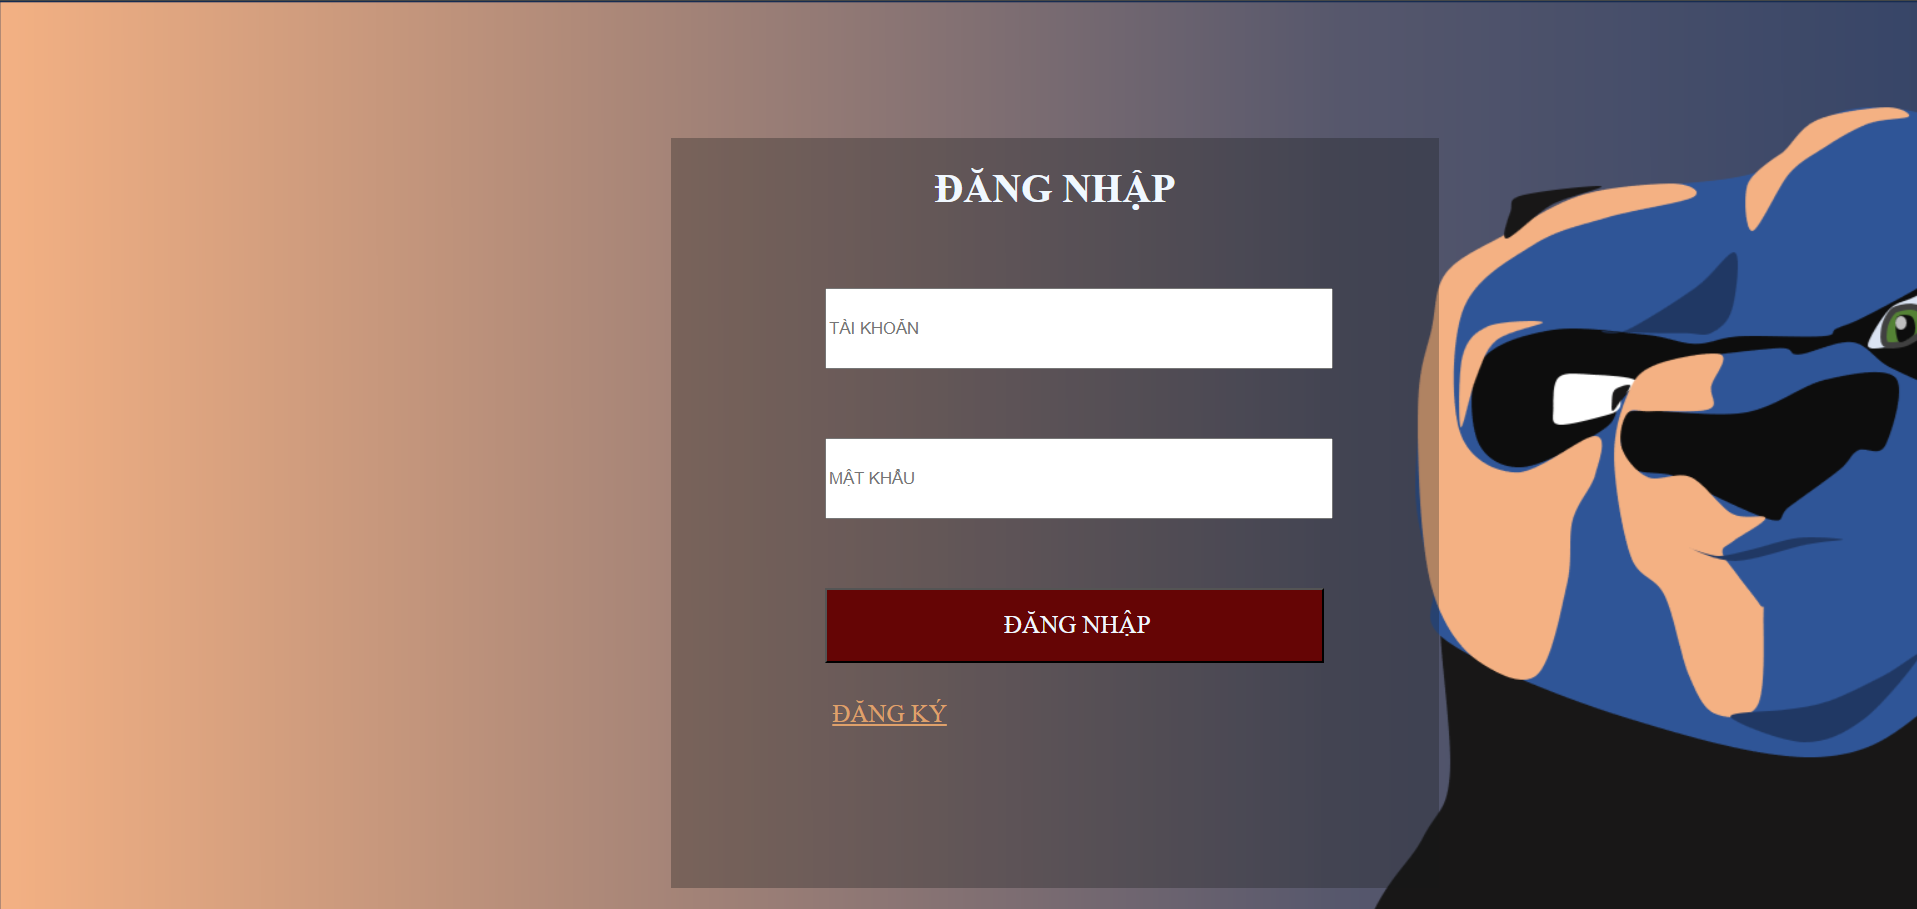 ĐĂNG NHẬP
TÀI KHOẢN
MẬT KHẨU
ĐĂNG NHẬP
ĐĂNG KÝ